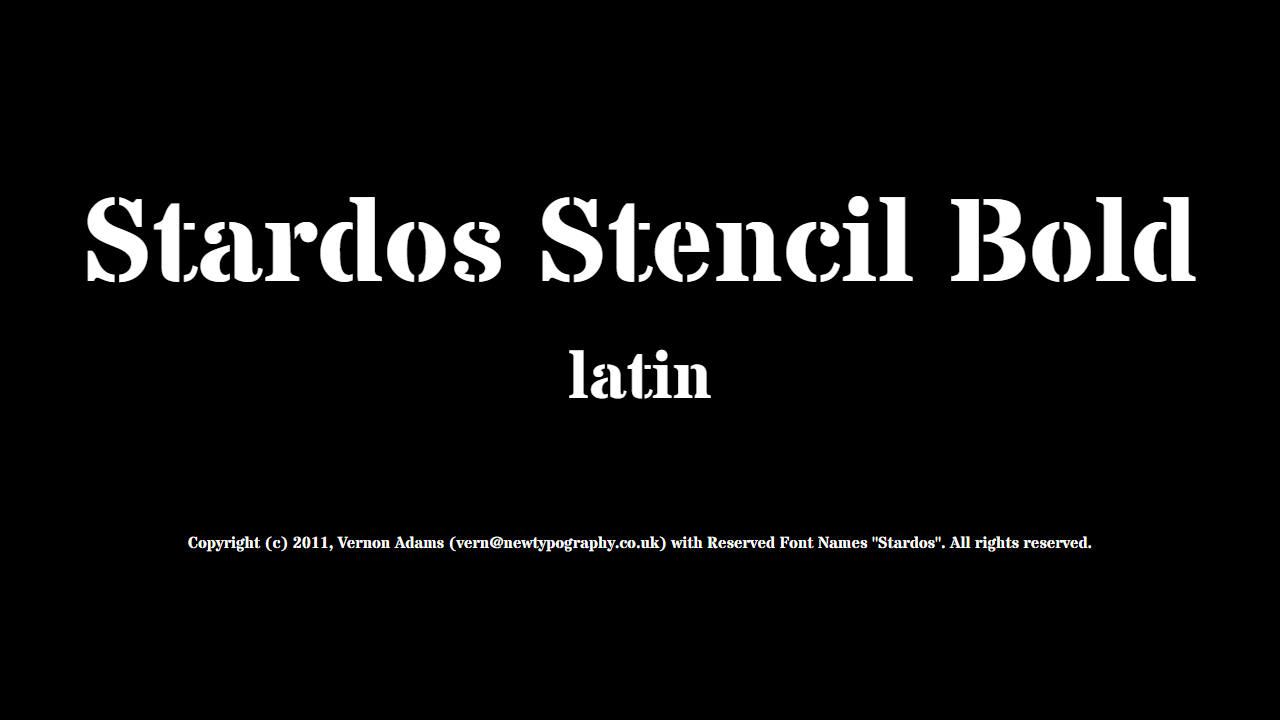 Stardos Stencil Bold
latin
Copyright (c) 2011, Vernon Adams (vern@newtypography.co.uk) with Reserved Font Names "Stardos". All rights reserved.